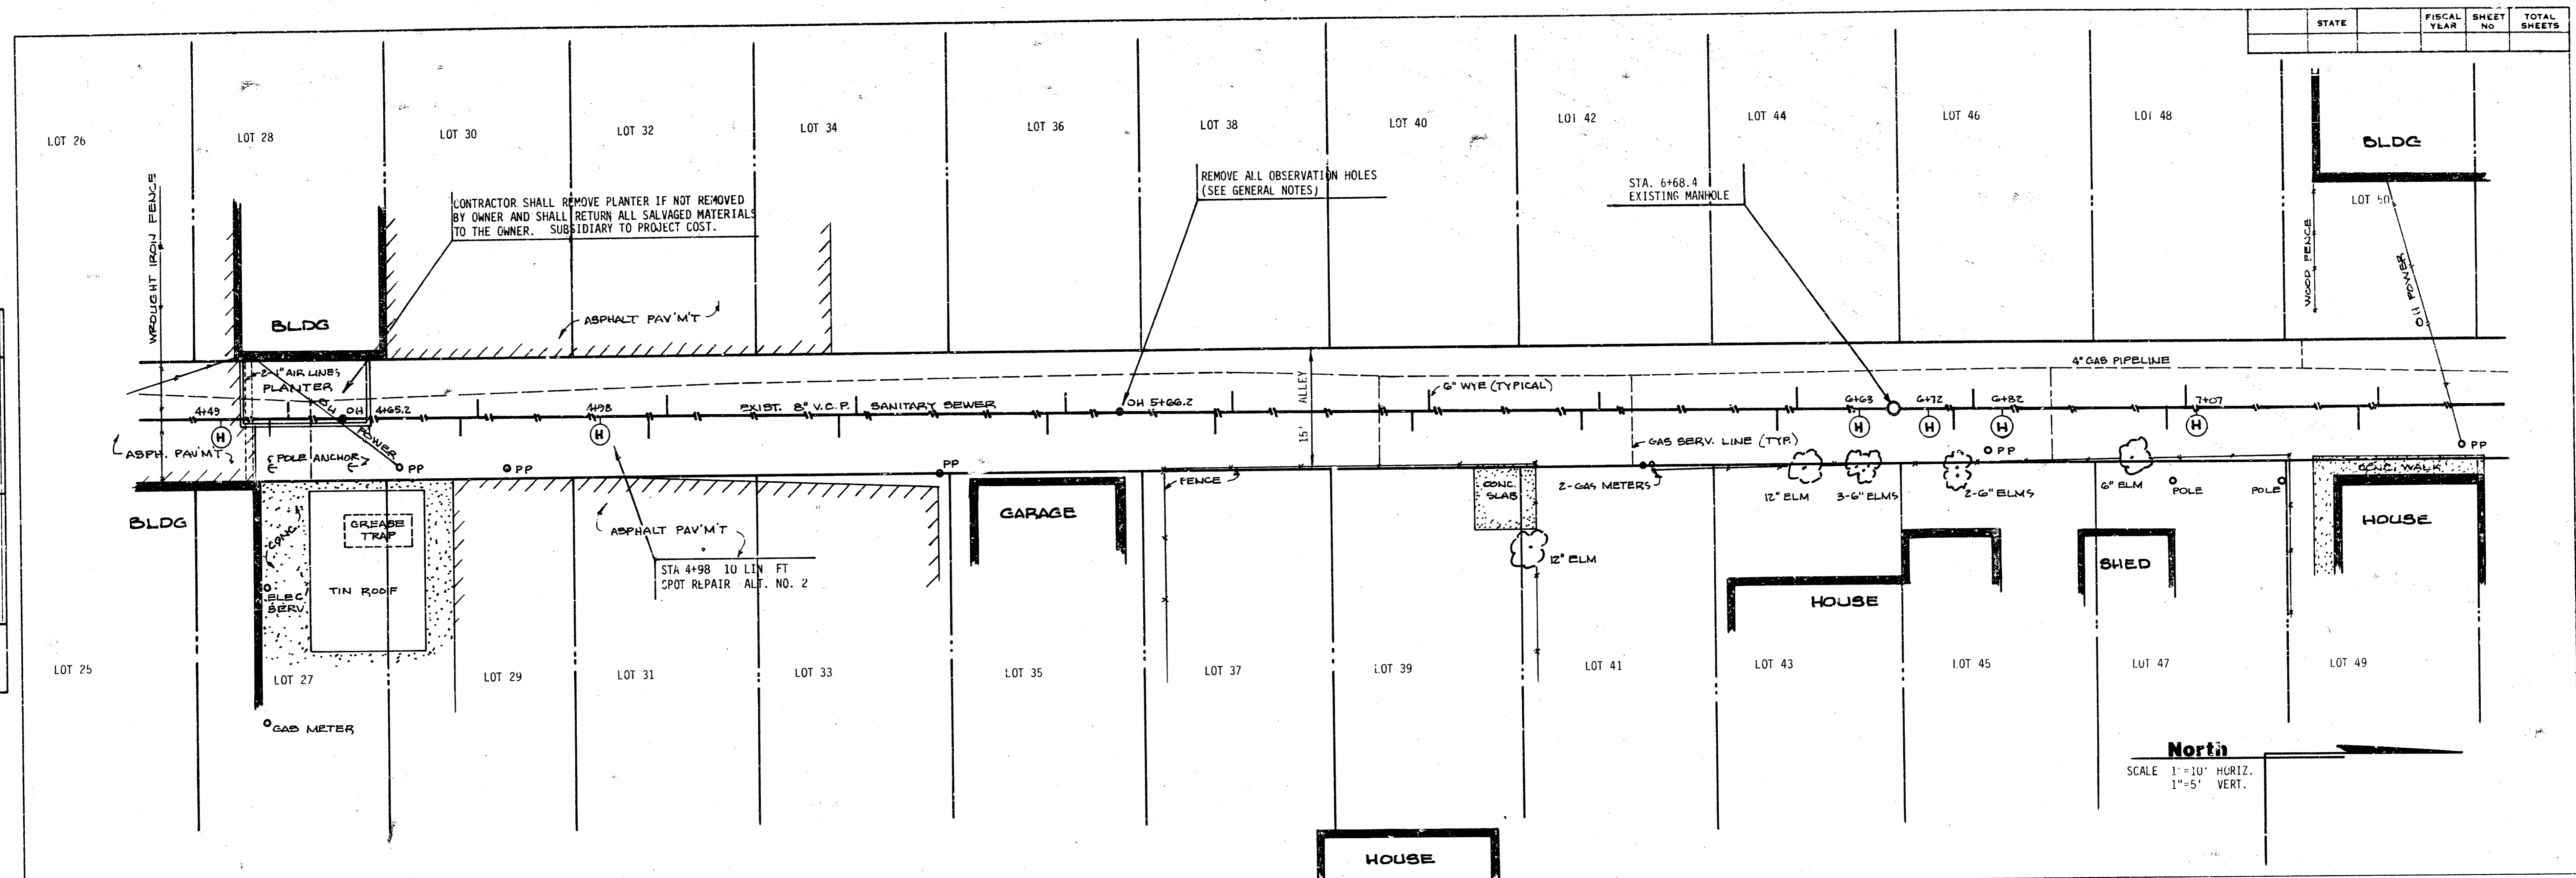 STATE
FISCAL YEAR
SHEET NO
TOTAL SHEETS
LOT 26
LOT 28
LOT 30
LOT 32
LOT 34
LOT 36
LOT 38
LOT 40
LOT 42
LOT 44
LOT 46
LOT 48
BLDG
LOT 50
WROUGHT IRON FENCE
CONTRACTOR SHALL REMOVE PLANTER IF NOT REMOVED
BY OWNER AND SHALL RETURN ALL SALVAGED MATERIALS
TO THE OWNER. SUBSIDIARY TO PROJECT COST.
REMOVE ALL OBSERVATION HOLES
(SEE GENERAL NOTES)
STA. 6+68.4
EXISTING MANHOLE
WOOD FENCE
OH POWER
BLDG
ASPHALT PAV'M'T
2-1" AIR LINES
PLANTER
4" GAS PIPELINE
15' ALLEY
6" WYE (TYPICAL)
4+49
OH
OH
4+65.2
4+98
EXIST. 8" V.C.P. SANITARY SEWER
OH 5+66.2
6+63
6+72
6+82
7+07
H
H
H
H
H
H
POWER
ASPH. PAV'MT
POLE ANCHOR
PP
PP
PP
GAS SERV. LINE (TYP.)
PP
PP
FENCE
CONC. SLAB
2-GAS METERS
12" ELM
3-6" ELMS
2-6" ELMS
6" ELM
POLE
POLE
CONC. WALK
BLDG
CONC.
GREASE TRAP
ASPHALT PAV'M'T
GARAGE
HOUSE
12" ELM
SHED
STA 4+98 10 LIN. FT
SPOT REPAIR ALT. NO. 2
ELEC. SERV.
TIN ROOF
HOUSE
LOT 25
LOT 27
LOT 29
LOT 31
LOT 33
LOT 35
LOT 37
LOT 39
LOT 41
LOT 43
LOT 45
LOT 47
LOT 49
GAS METER
North
SCALE 1"=10' HORIZ.
1"=5' VERT.
HOUSE